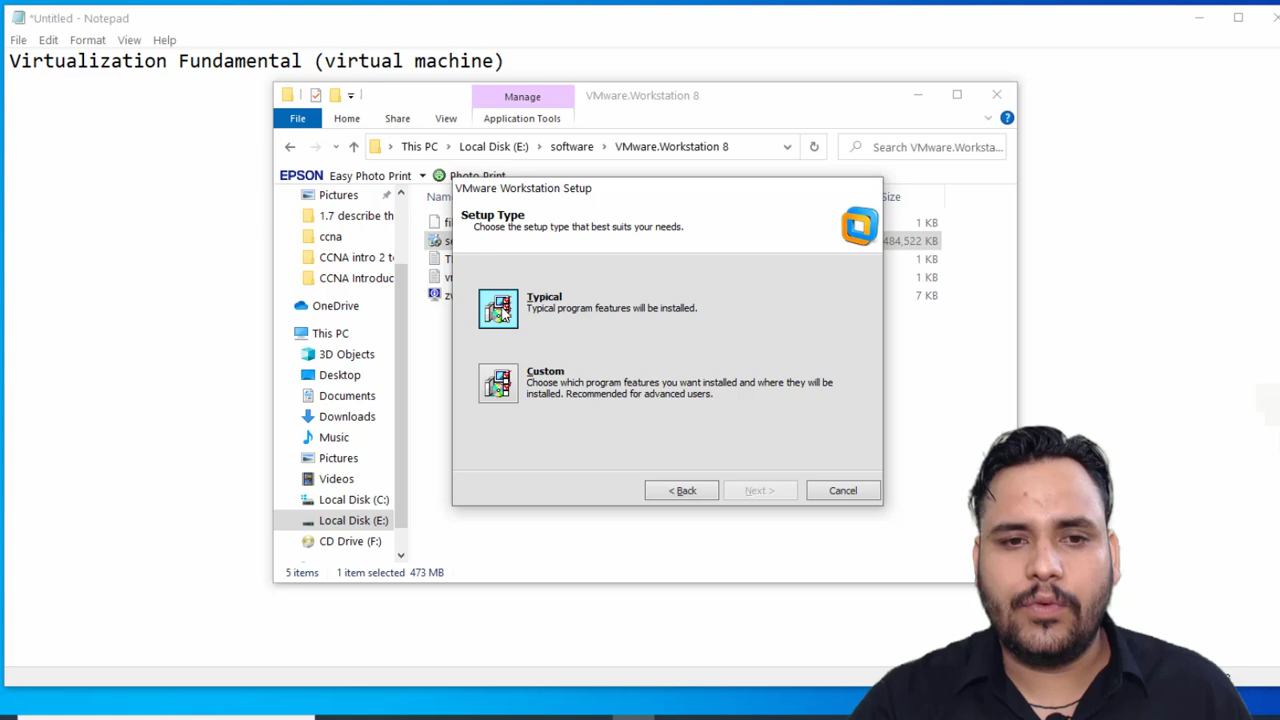 *Untitled - Notepad
File Edit Format View Help
Virtualization Fundamental (virtual machine)
Manage VMware.Workstation 8
File Home Share View Application Tools
This PC Local Disk (E:) software VMware.Workstation 8 Search VMware.Worksta...
EPSON Easy Photo Print Photo Print
Pictures
1.7 describe th
ccna
CCNA intro 2 t
CCNA Introduc
OneDrive
This PC
3D Objects
Desktop
Documents
Downloads
Music
Pictures
Videos
Local Disk (C:)
Local Disk (E:)
CD Drive (F:)
Size
1 KB
484,522 KB
1 KB
1 KB
7 KB
VMware Workstation Setup
Setup Type
Choose the setup type that best suits your needs.
Typical
Typical program features will be installed.
Custom
Choose which program features you want installed and where they will be
installed. Recommended for advanced users.
< Back Next > Cancel
5 items 1 item selected 473 MB